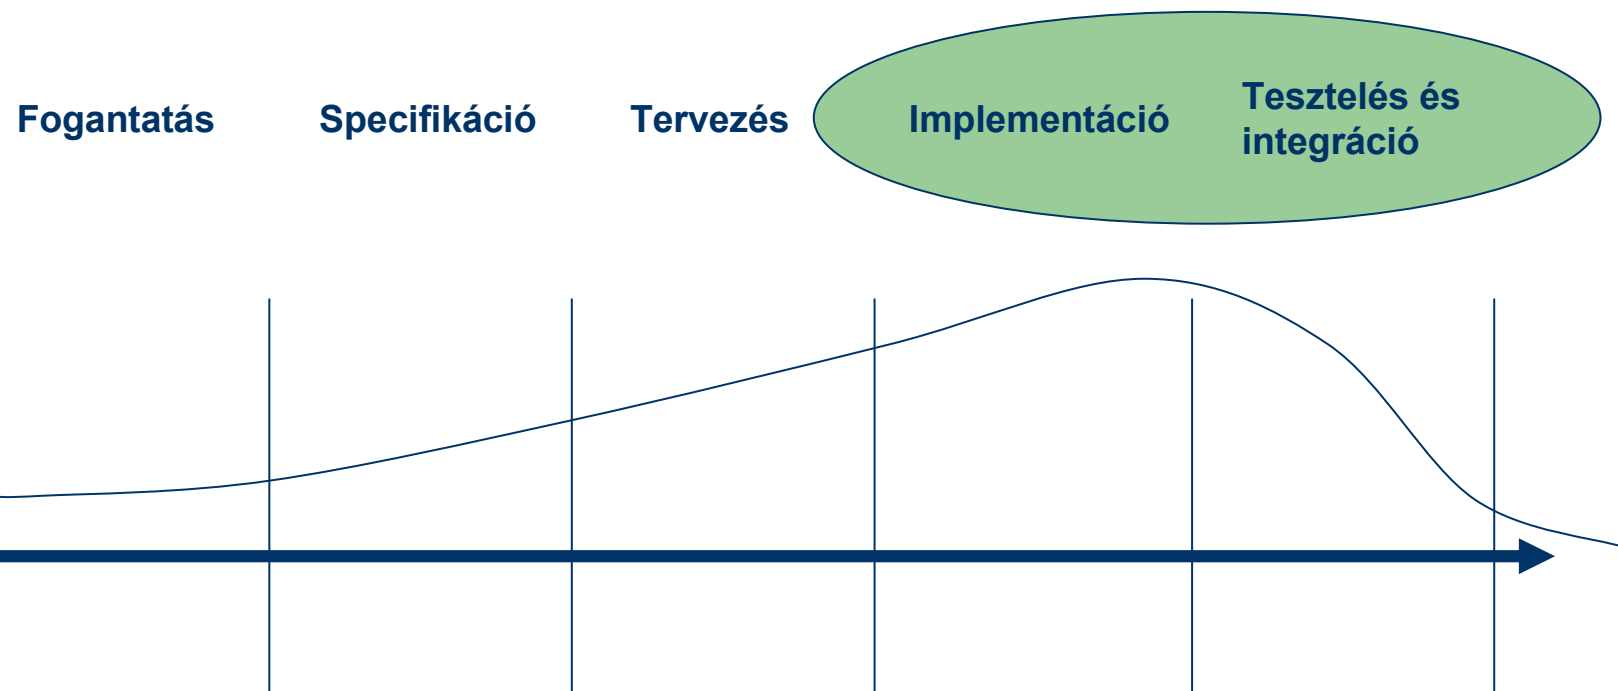 Fogantatás
Specifikáció
Tervezés
Implementáció
Tesztelés és
integráció